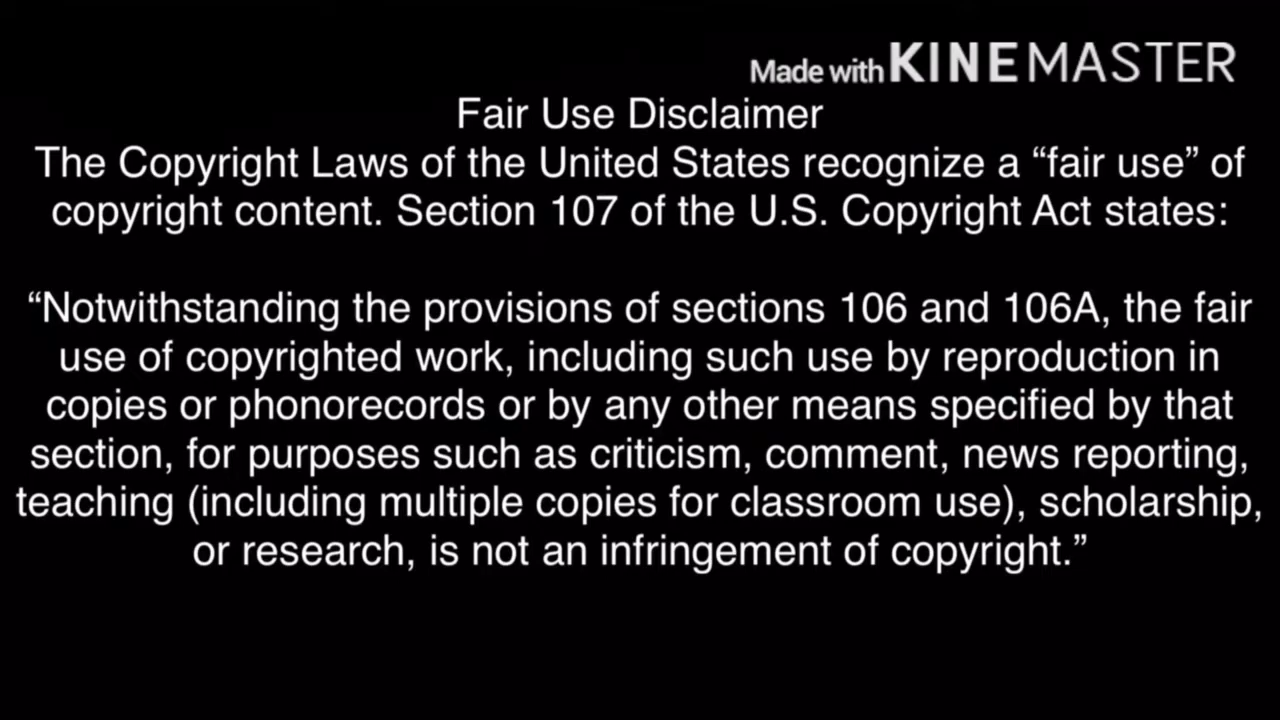 Made with KINEMASTER
Fair Use Disclaimer
The Copyright Laws of the United States recognize a “fair use” of
copyright content. Section 107 of the U.S. Copyright Act states:
“Notwithstanding the provisions of sections 106 and 106A, the fair
use of copyrighted work, including such use by reproduction in
copies or phonorecords or by any other means specified by that
section, for purposes such as criticism, comment, news reporting,
teaching (including multiple copies for classroom use), scholarship,
or research, is not an infringement of copyright.”